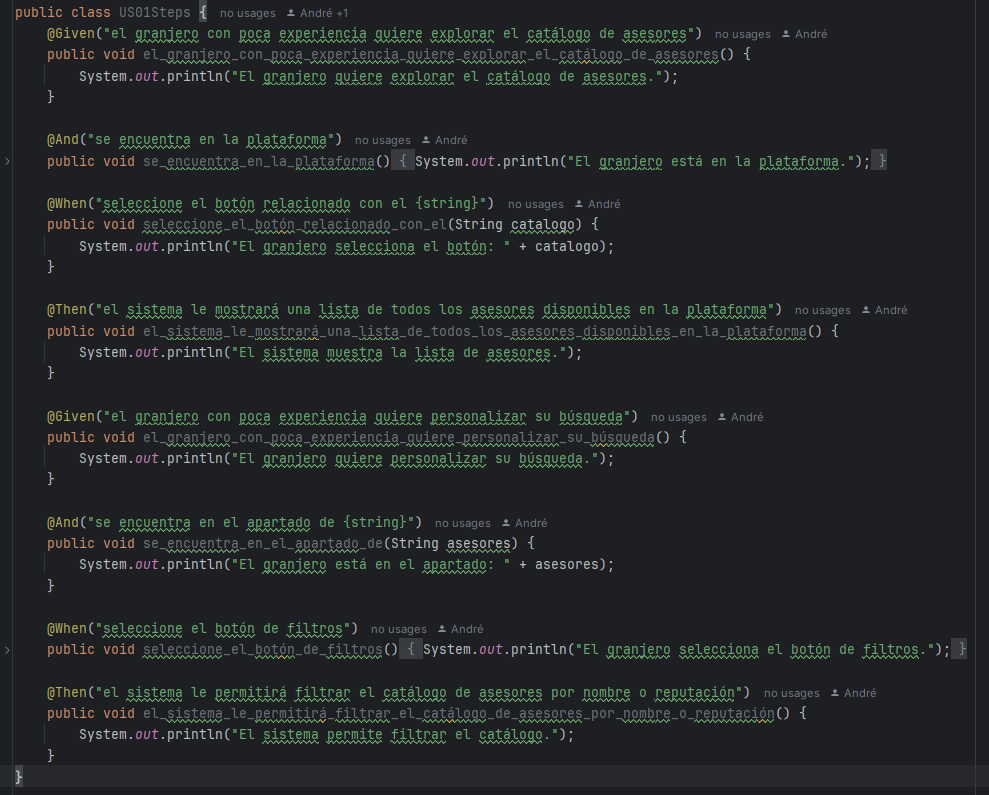 public class US01Steps { no usages André +1
@Given("el granjero con poca experiencia quiere explorar el catálogo de asesores") no usages André
public void el_granjero_con_poca_experiencia_quiere_explorar_el_catálogo_de_asesores() {
System.out.println("El granjero quiere explorar el catálogo de asesores.");
}
@And("se encuentra en la plataforma") no usages André
public void se_encuentra_en_la_plataforma() { System.out.println("El granjero está en la plataforma."); }
@When("seleccione el botón relacionado con el {string}") no usages André
public void seleccione_el_botón_relacionado_con_el(String catalogo) {
System.out.println("El granjero selecciona el botón: " + catalogo);
}
@Then("el sistema le mostrará una lista de todos los asesores disponibles en la plataforma") no usages André
public void el_sistema_le_mostrará_una_lista_de_todos_los_asesores_disponibles_en_la_plataforma() {
System.out.println("El sistema muestra la lista de asesores.");
}
@Given("el granjero con poca experiencia quiere personalizar su búsqueda") no usages André
public void el_granjero_con_poca_experiencia_quiere_personalizar_su_búsqueda() {
System.out.println("El granjero quiere personalizar su búsqueda.");
}
@And("se encuentra en el apartado de {string}") no usages André
public void se_encuentra_en_el_apartado_de(String asesores) {
System.out.println("El granjero está en el apartado: " + asesores);
}
@When("seleccione el botón de filtros") no usages André
public void seleccione_el_botón_de_filtros() { System.out.println("El granjero selecciona el botón de filtros."); }
@Then("el sistema le permitirá filtrar el catálogo de asesores por nombre o reputación") no usages André
public void el_sistema_le_permitirá_filtrar_el_catálogo_de_asesores_por_nombre_o_reputación() {
System.out.println("El sistema permite filtrar el catálogo.");
}
}